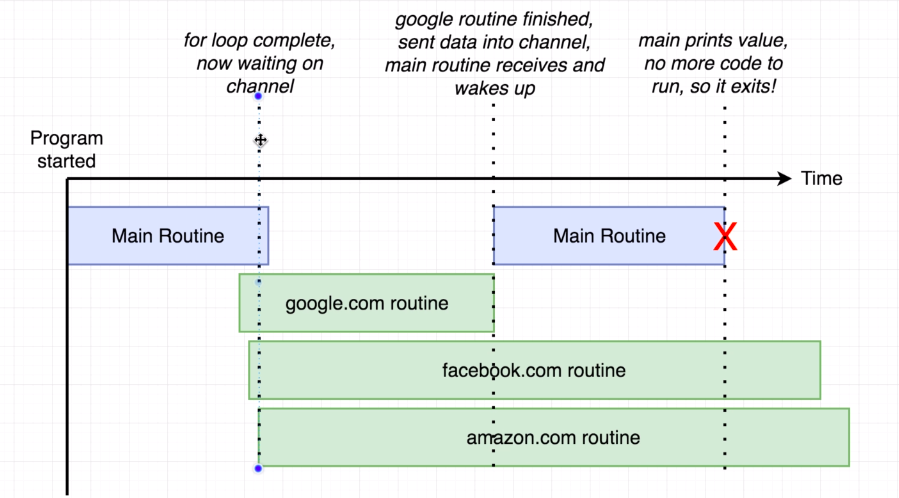 for loop complete,
now waiting on
channel
google routine finished,
sent data into channel,
main routine receives and
wakes up
main prints value,
no more code to
run, so it exits!
Program
started
Time
Main Routine
Main Routine
X
google.com routine
facebook.com routine
amazon.com routine